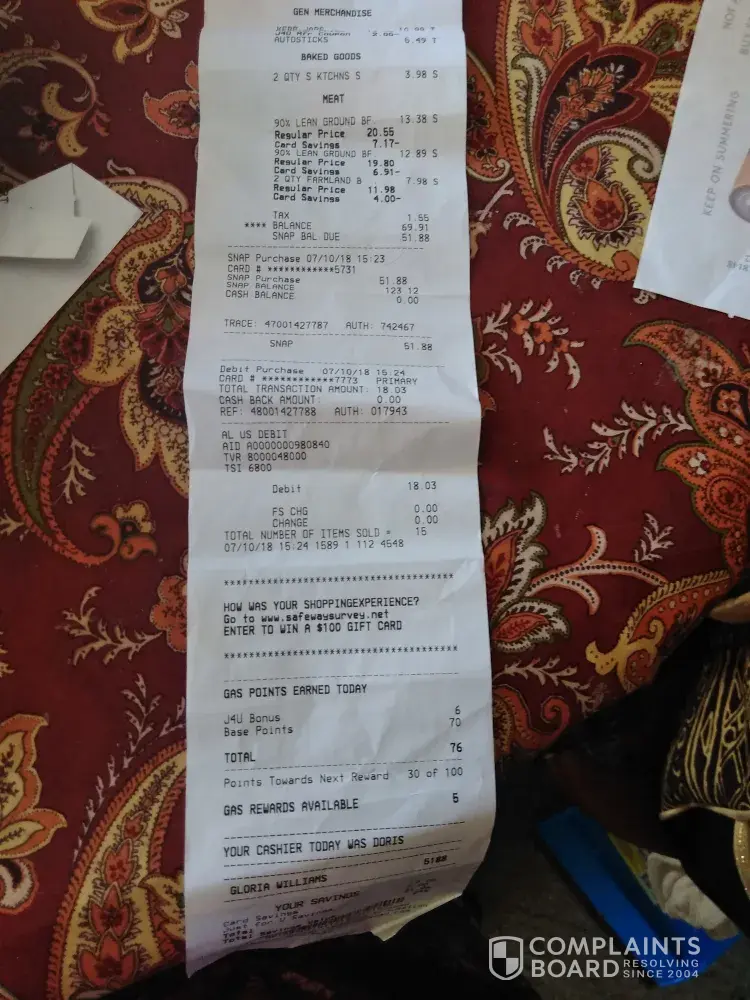 GEN MERCHANDISE
AUTOSTICKS 6.49 T
BAKED GOODS
2 QTY S KTCHNS S 3.98 S
MEAT
90% LEAN GROUND BF. 13.38 S
Regular Price 20.55
Card Savings 7.17-
90% LEAN GROUND BF 12.89 S
Regular Price 19.80
Card Savings 6.91-
2 QTY FARMLAND B 7.98 S
Regular Price 11.98
Card Savings 4.00-
TAX 1.55
**** BALANCE 69.91
SNAP BAL DUE 51.88
SNAP Purchase 07/10/18 15:23
CARD # ************5731
SNAP Purchase 51.88
SNAP BALANCE 123 12
CASH BALANCE 0.00
TRACE: 47001427787 AUTH: 742467
SNAP 51.88
Debit Purchase 07/10/18 15:24
CARD # ************7773 PRIMARY
TOTAL TRANSACTION AMOUNT: 18 03
CASH BACK AMOUNT: 0.00
REF: 48001427788 AUTH: 017943
AL US DEBIT
AID A0000000980840
TVR 8000048000
TSI 6800
Debit 18 03
FS CHG 0.00
CHANGE 0.00
TOTAL NUMBER OF ITEMS SOLD = 15
07/10/18 15:24 1589 1 112 4548
HOW WAS YOUR SHOPPINGEXPERIENCE?
Go to www.safewaysurvey.net
ENTER TO WIN A $100 GIFT CARD
GAS POINTS EARNED TODAY
J4U Bonus 6
Base Points 70
TOTAL 76
Points Towards Next Reward 30 of 100
GAS REWARDS AVAILABLE 5
YOUR CASHIER TODAY WAS DORIS
GLORIA WILLIAMS
YOUR SAVINGS
Card Savings
KEEP ON SUMMERING
COMPLAINTS
BOARD RESOLVING
SINCE 2004